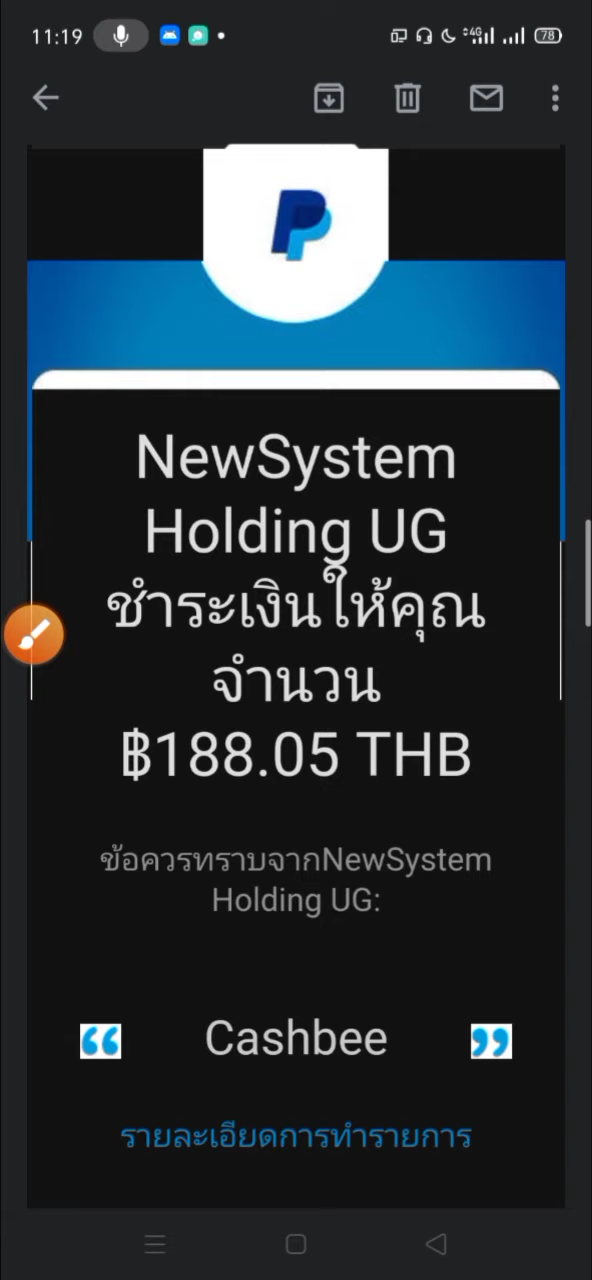 11:19
4G
78
NewSystem
Holding UG
ชำระเงินให้คุณ
จำนวน
฿188.05 THB
ข้อควรทราบจากNewSystem
Holding UG:
“ Cashbee ”
รายละเอียดการทำรายการ